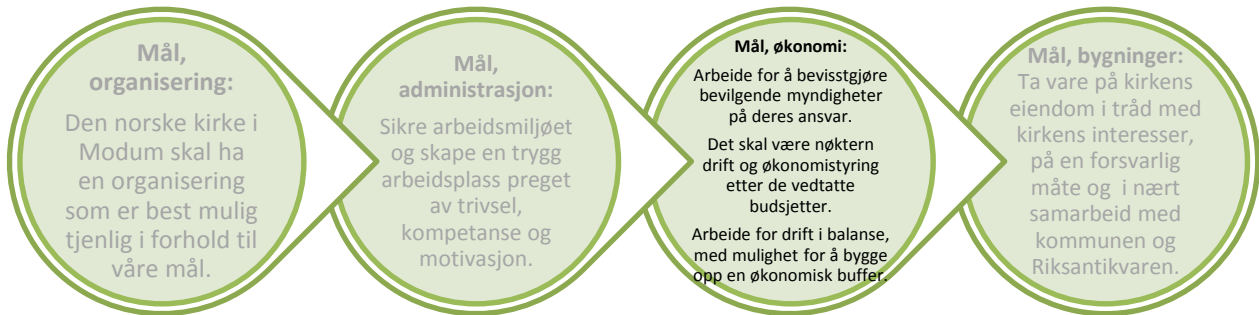 Mål,
organisering:
Den norske kirke i
Modum skal ha
en organisering
som er best mulig
tjenlig i forhold til
våre mål.
Mål,
administrasjon:
Sikre arbeidsmiljøet
og skape en trygg
arbeidsplass preget
av trivsel,
kompetanse og
motivasjon.
Mål, økonomi:
Arbeide for å bevisstgjøre
bevilgende myndigheter
på deres ansvar.
Det skal være nøktern
drift og økonomistyring
etter de vedtatte
budsjetter.
Arbeide for drift i balanse,
med mulighet for å bygge
opp en økonomisk buffer.
Mål, bygninger:
Ta vare på kirkens
eiendom i tråd med
kirkens interesser,
på en forsvarlig
måte og  i nært
samarbeid med
kommunen og
Riksantikvaren.